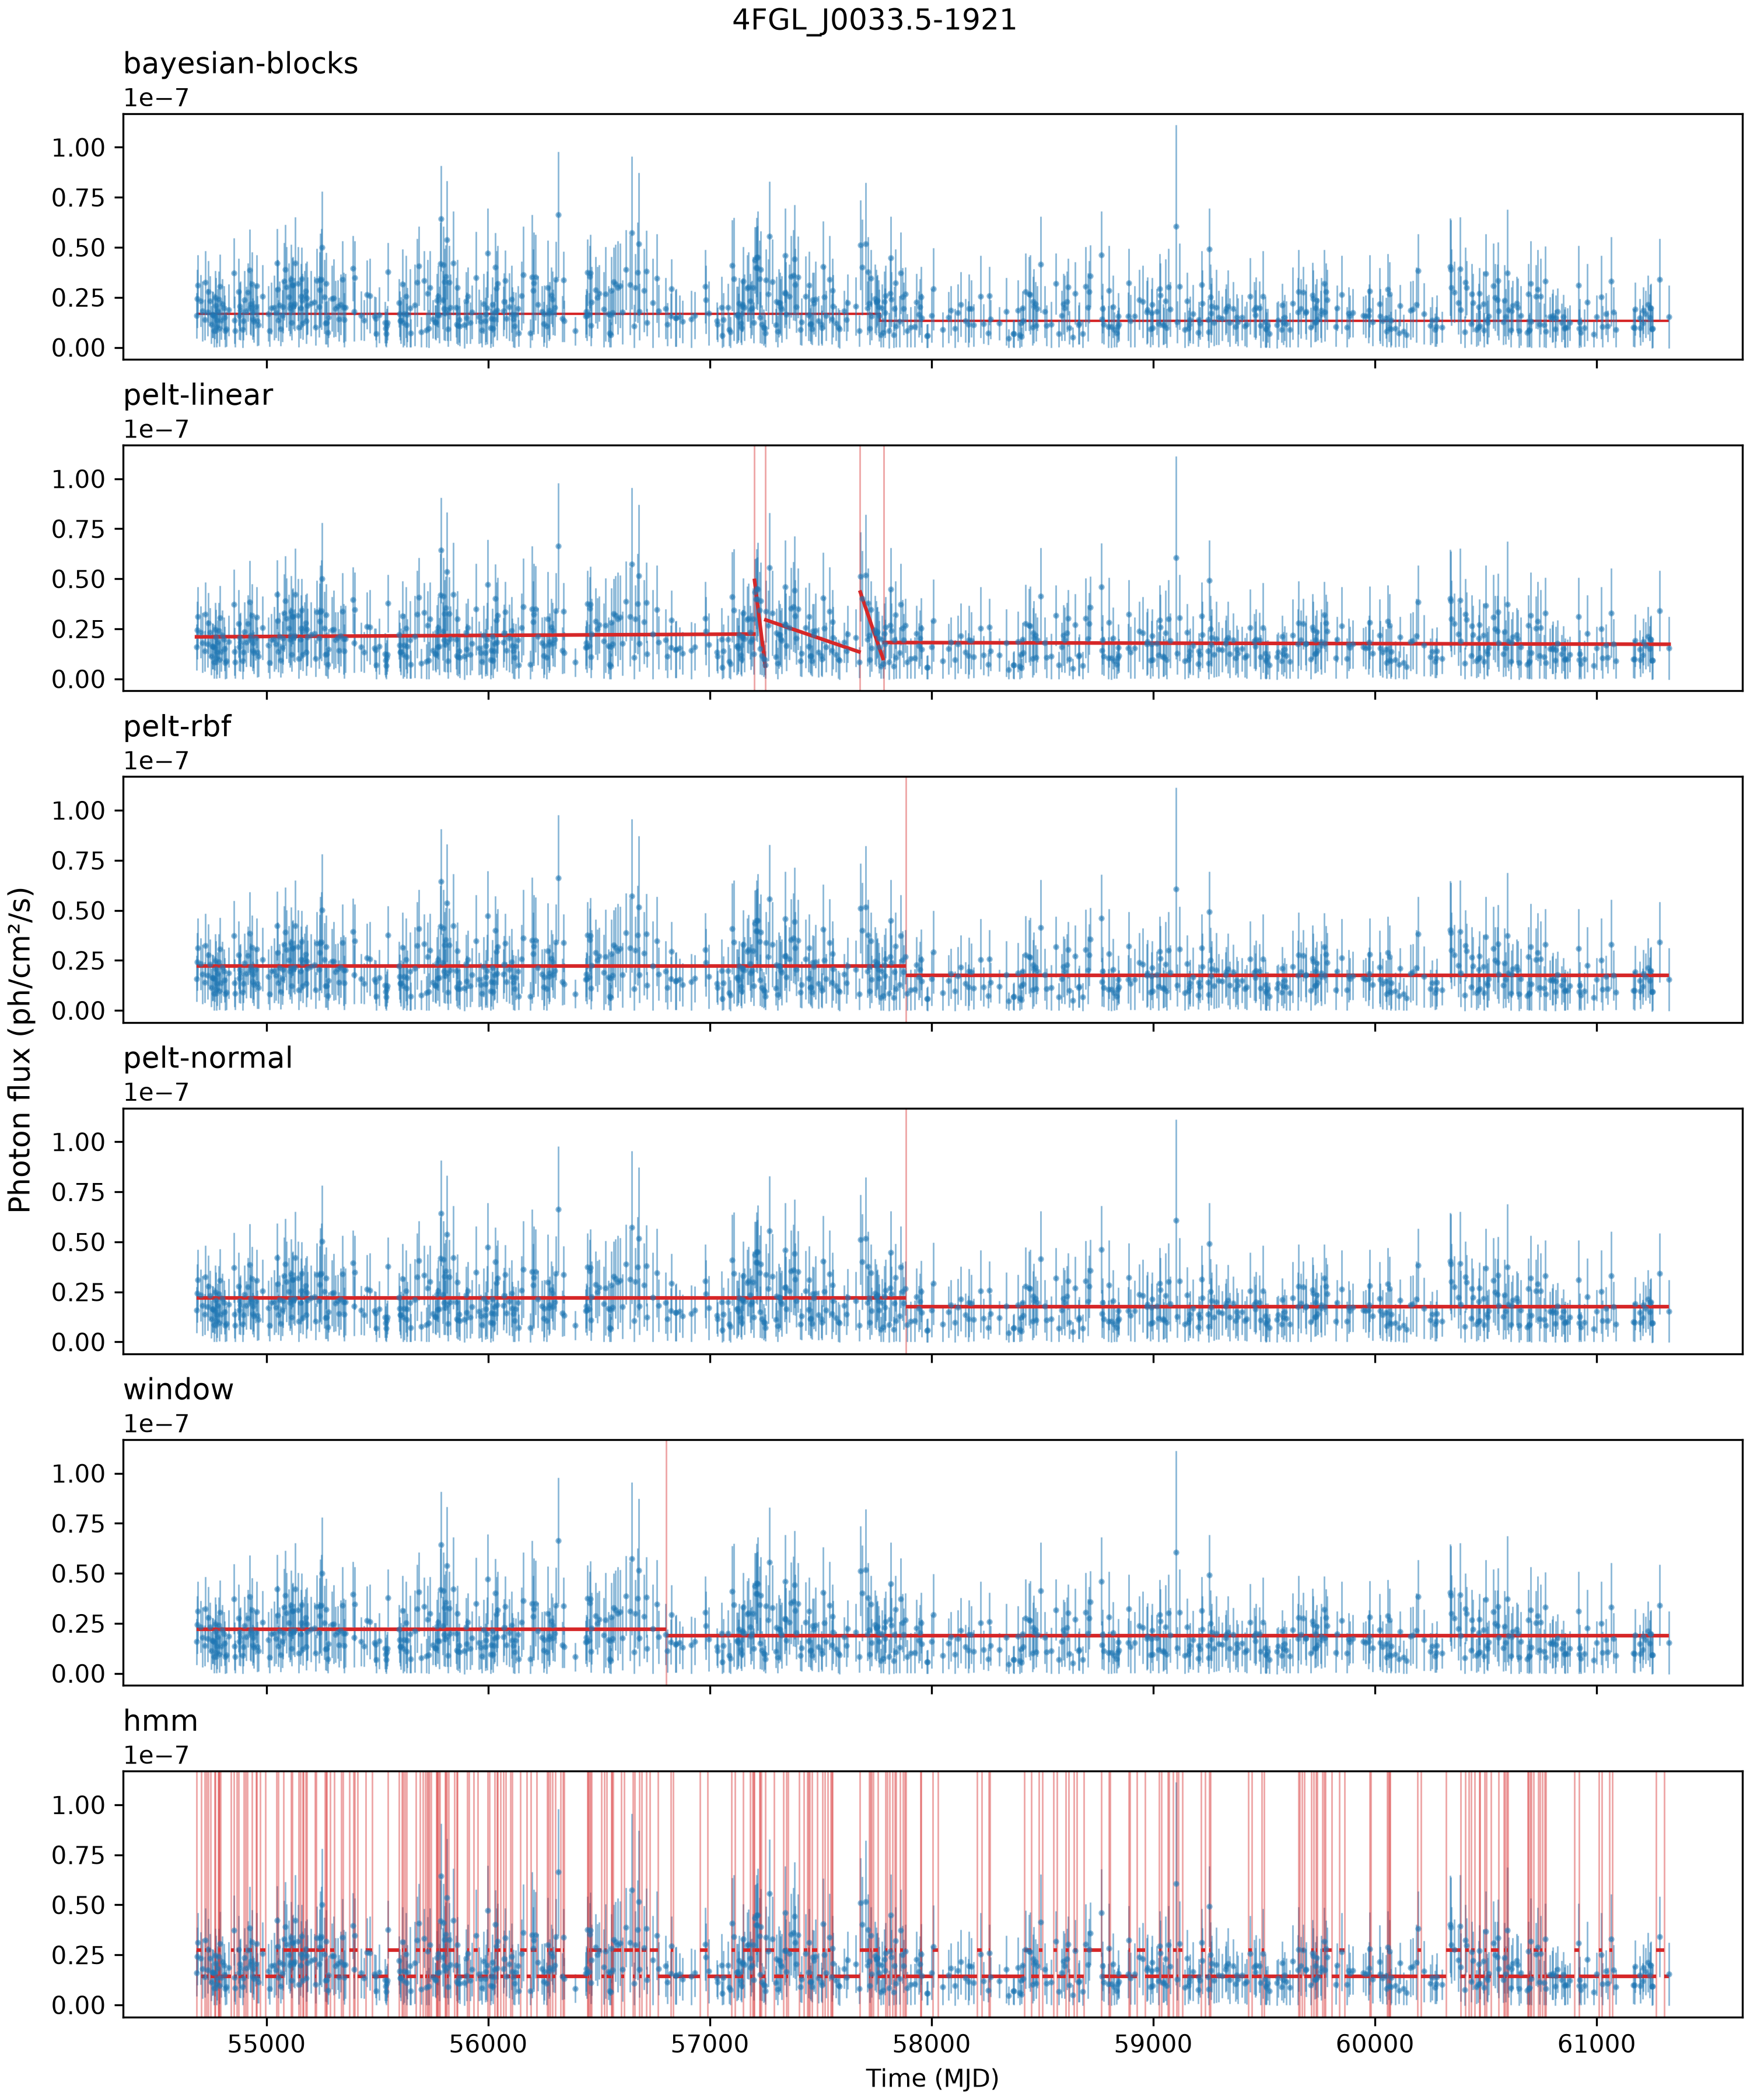 4FGL_J0033.5-1921
bayesian-blocks
1e−7
1.00
0.75
0.50
0.25
0.00
pelt-linear
1e−7
1.00
0.75
0.50
0.25
0.00
pelt-rbf
1e−7
1.00
0.75
0.50
0.25
0.00
pelt-normal
1e−7
1.00
0.75
0.50
0.25
0.00
window
1e−7
1.00
0.75
0.50
0.25
0.00
hmm
1e−7
1.00
0.75
0.50
0.25
0.00
Photon flux (ph/cm²/s)
55000 56000 57000 58000 59000 60000 61000
Time (MJD)